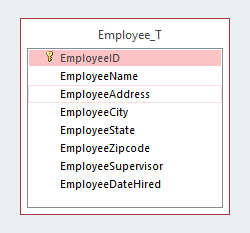 Employee_T
EmployeeID
EmployeeName
EmployeeAddress
EmployeeCity
EmployeeState
EmployeeZipcode
EmployeeSupervisor
EmployeeDateHired